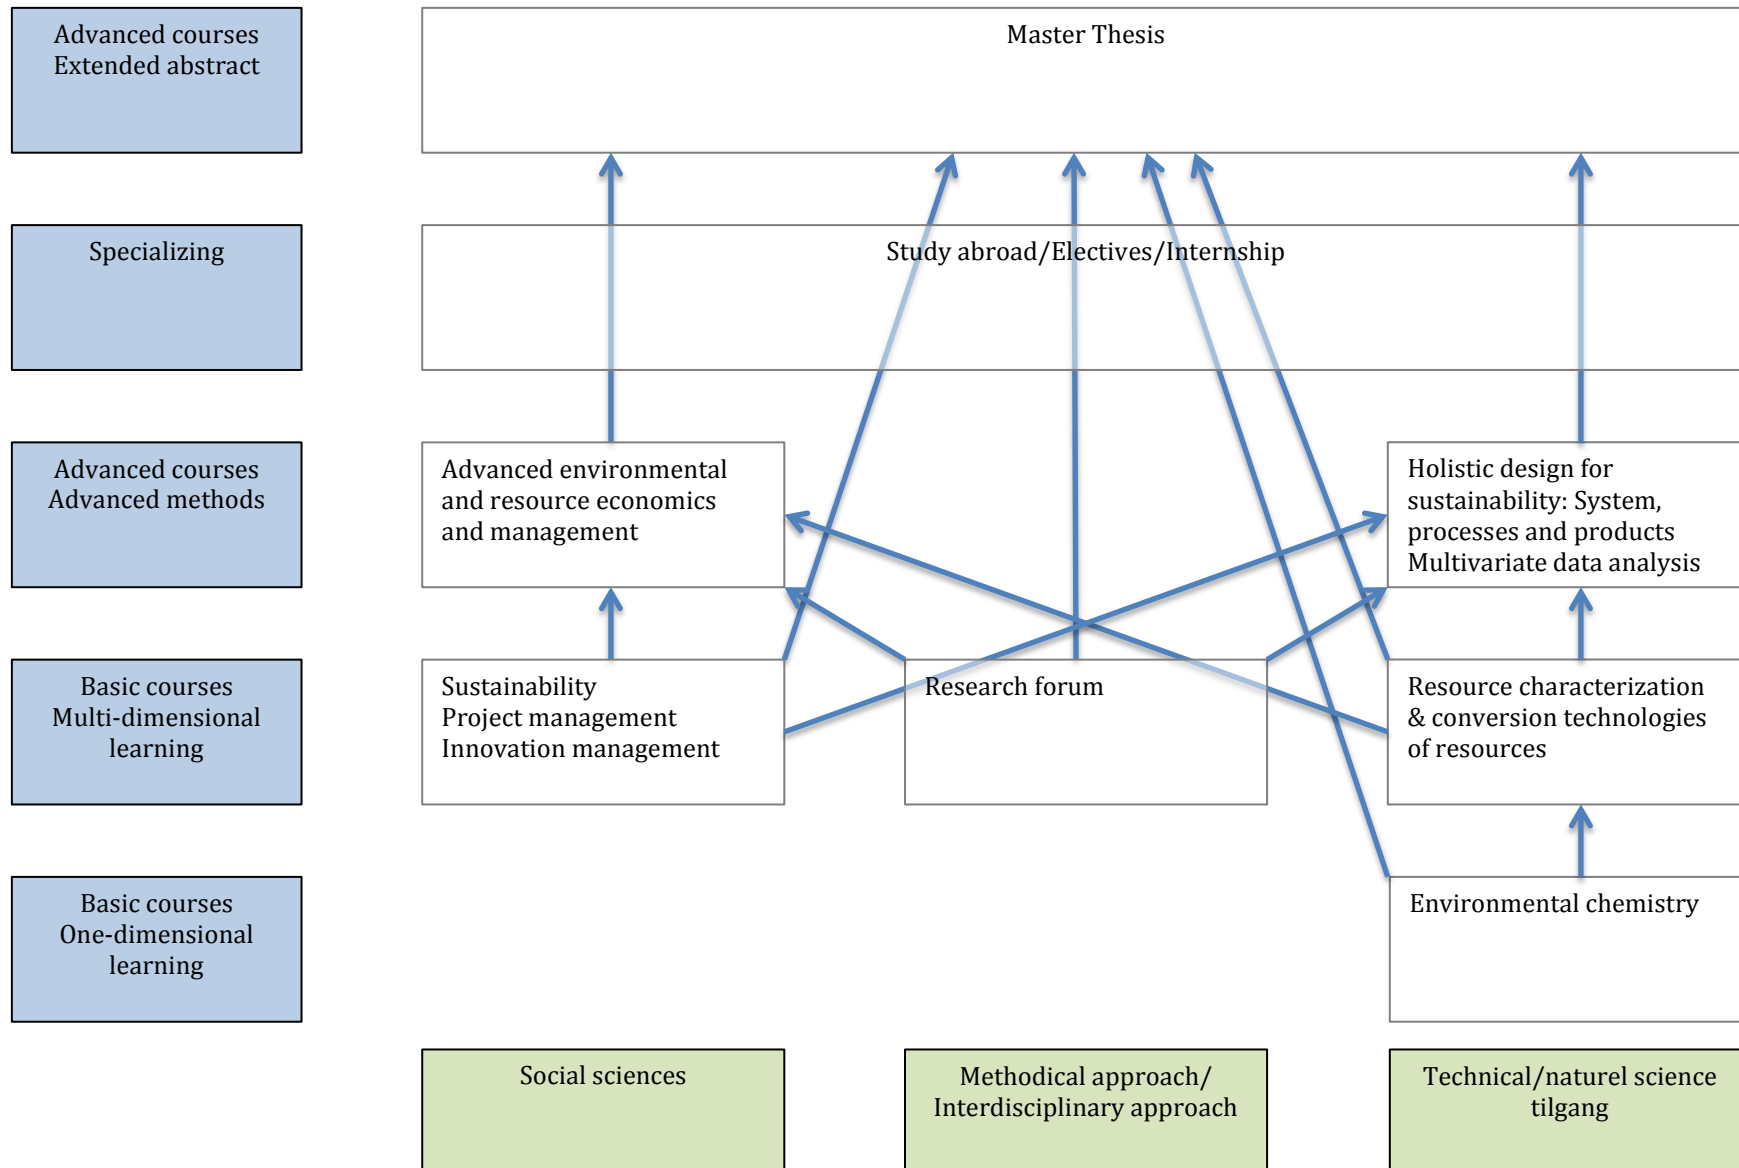 Advanced courses
Extended abstract
Master Thesis
Specializing
Study abroad/Electives/Internship
Advanced courses
Advanced methods
Advanced environmental
and resource economics
and management
Holistic design for
sustainability: System,
processes and products
Multivariate data analysis
Basic courses
Multi-dimensional
learning
Sustainability
Project management
Innovation management
Research forum
Resource characterization
& conversion technologies
of resources
Basic courses
One-dimensional
learning
Environmental chemistry
Social sciences
Methodical approach/
Interdisciplinary approach
Technical/naturel science
tilgang